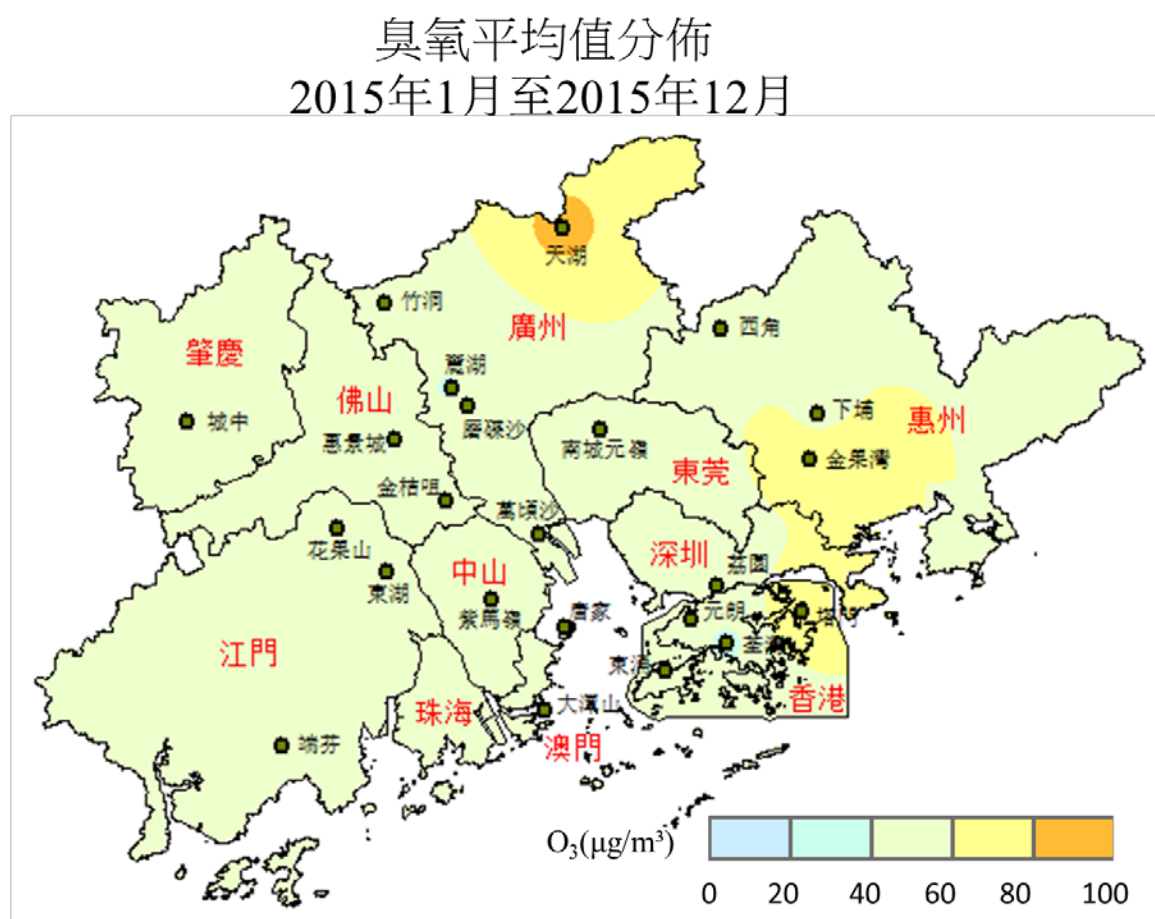 臭氧平均值分佈
2015年1月至2015年12月
天湖
竹洞
廣州
西角
肇慶
麓湖
佛山
磨碟沙
下埔
惠州
城中
惠景城
南城元嶺
金果灣
東莞
金桔咀
萬頃沙
花果山
深圳
荔園
東湖
中山
紫馬嶺
唐家
元朗
塔門
荃灣
江門
東涌
香港
珠海
大潭山
端芬
澳門
O₃(μg/m³)
0 20 40 60 80 100